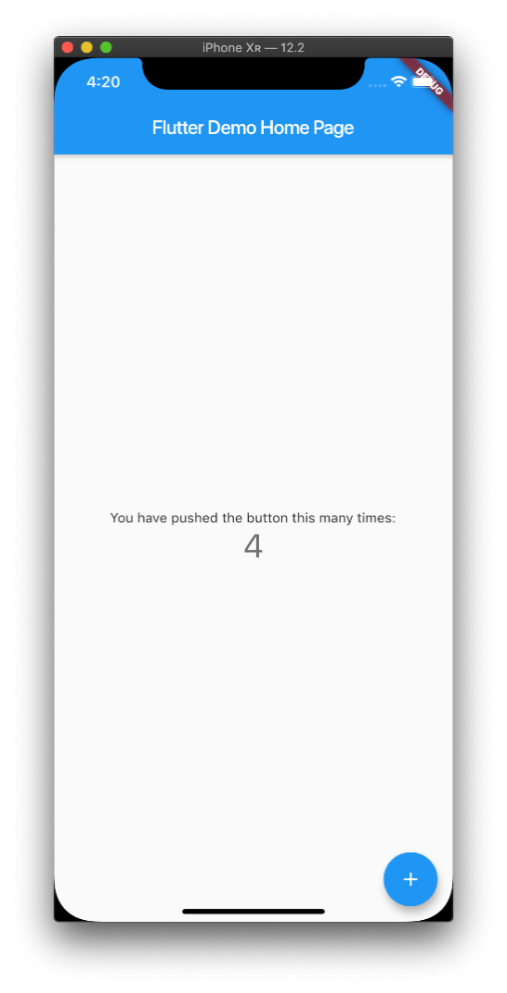 iPhone Xʀ — 12.2
4:20
DEBUG
Flutter Demo Home Page
You have pushed the button this many times:
4
+